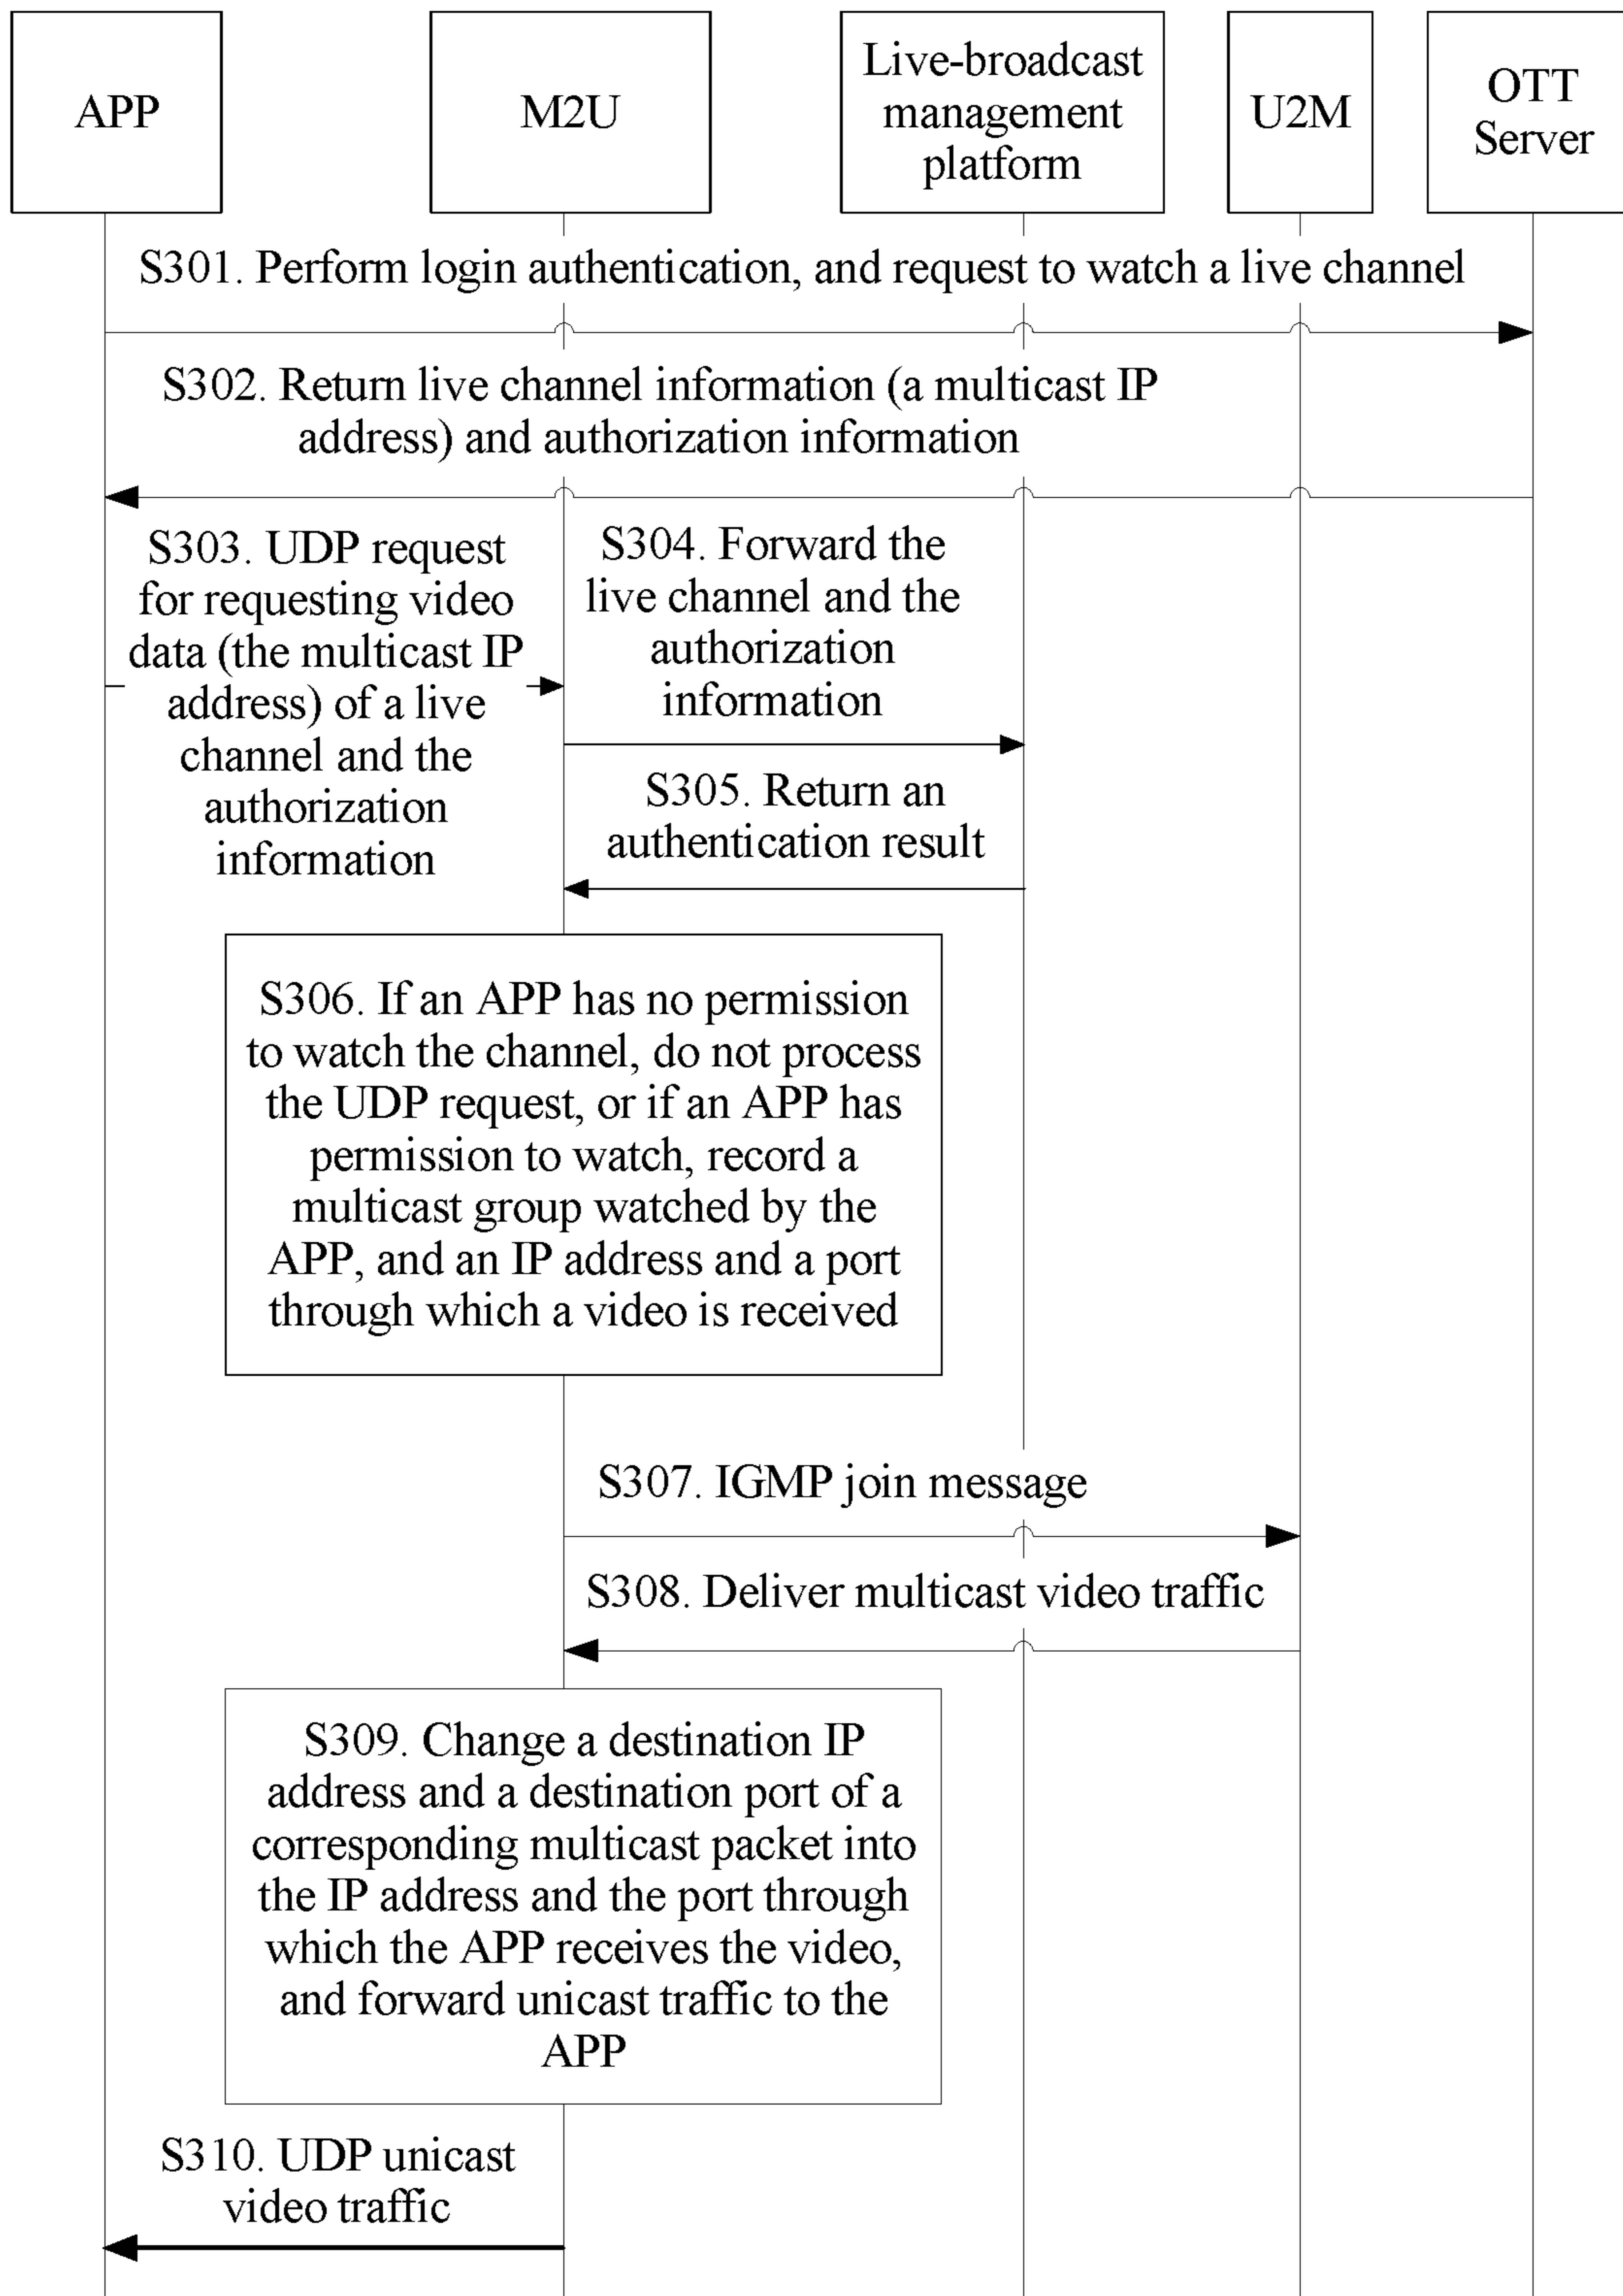 APP
M2U
Live-broadcast
management
platform
U2M
OTT
Server
S301. Perform login authentication, and request to watch a live channel
S302. Return live channel information (a multicast IP
address) and authorization information
S303. UDP request
for requesting video
data (the multicast IP
address) of a live
channel and the
authorization
information
S304. Forward the
live channel and the
authorization
information
S305. Return an
authentication result
S306. If an APP has no permission
to watch the channel, do not process
the UDP request, or if an APP has
permission to watch, record a
multicast group watched by the
APP, and an IP address and a port
through which a video is received
S307. IGMP join message
S308. Deliver multicast video traffic
S309. Change a destination IP
address and a destination port of a
corresponding multicast packet into
the IP address and the port through
which the APP receives the video,
and forward unicast traffic to the
APP
S310. UDP unicast
video traffic